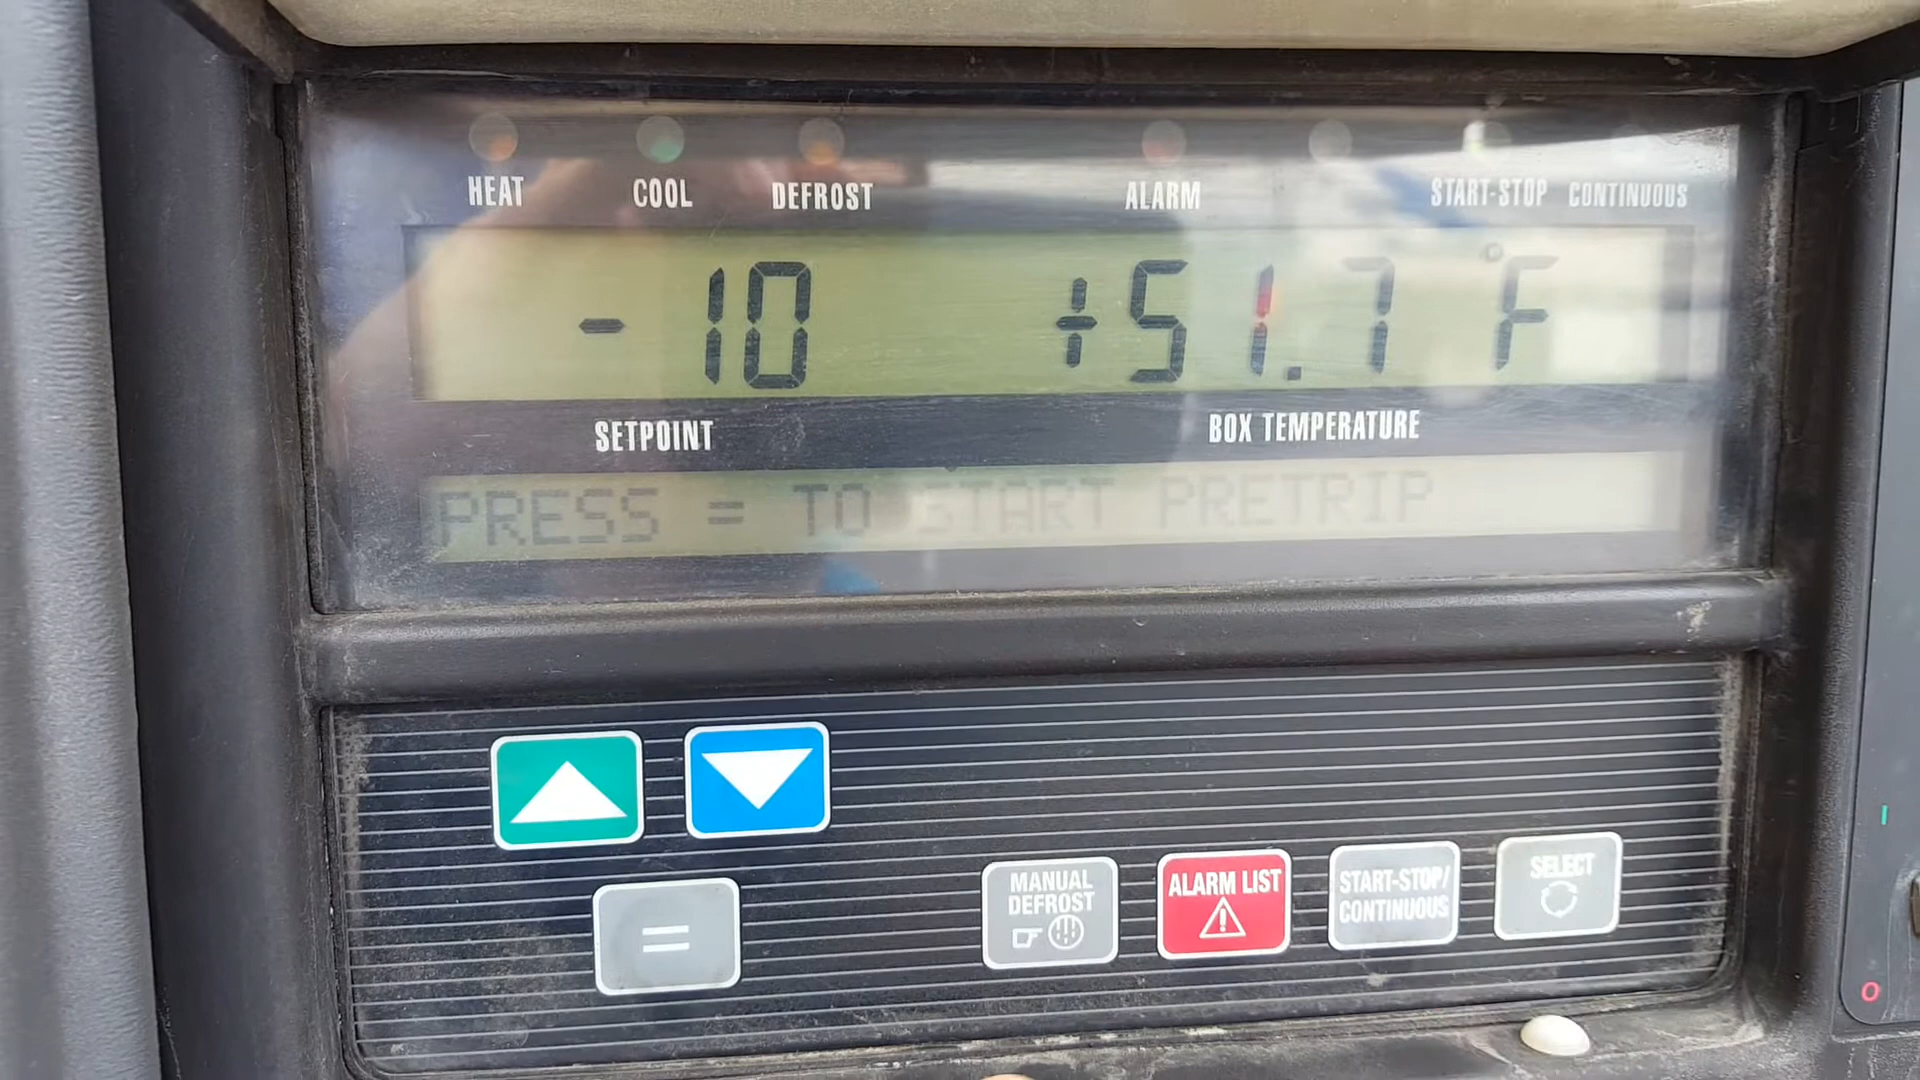 HEAT COOL DEFROST ALARM START-STOP CONTINUOUS
-10 +51.7 °F
SETPOINT BOX TEMPERATURE
PRESS = TO START PRETRIP
=
MANUAL DEFROST
ALARM LIST
START-STOP/
CONTINUOUS
SELECT
I
O